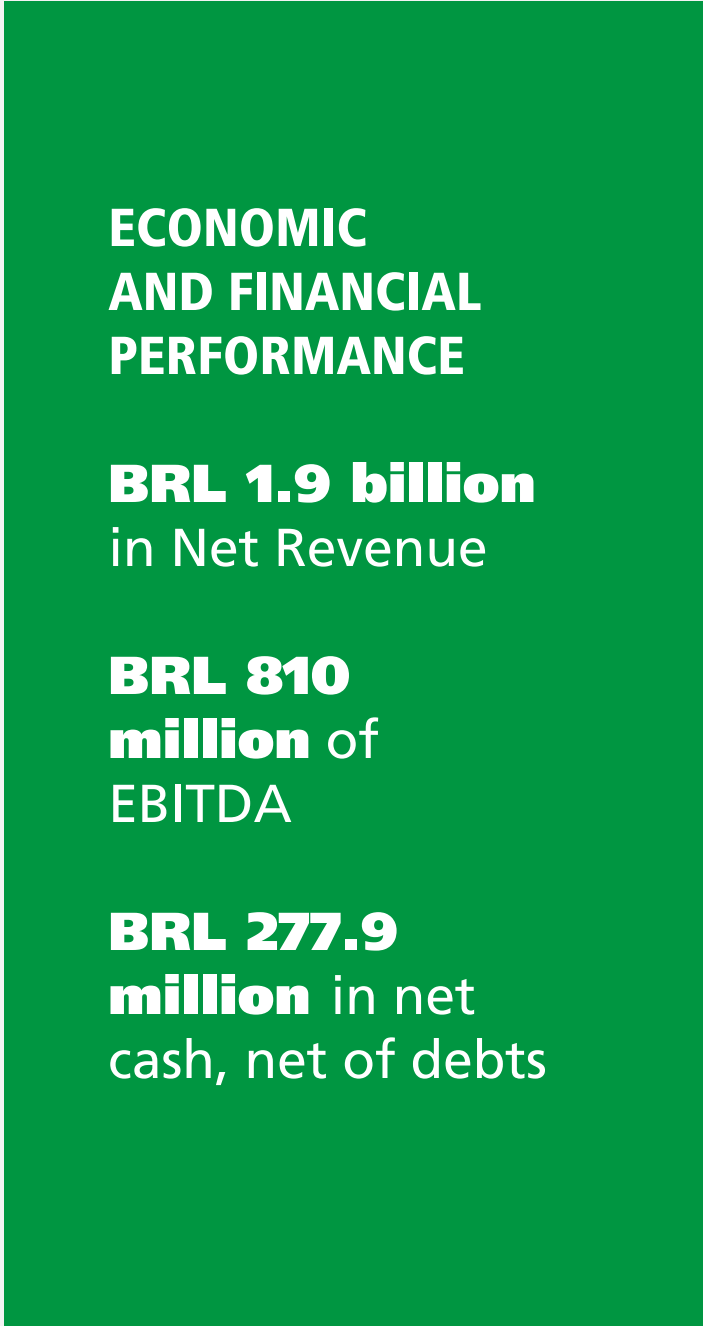 ECONOMIC
AND FINANCIAL
PERFORMANCE
BRL 1.9 billion
in Net Revenue
BRL 810
million of
EBITDA
BRL 277.9
million in net
cash, net of debts